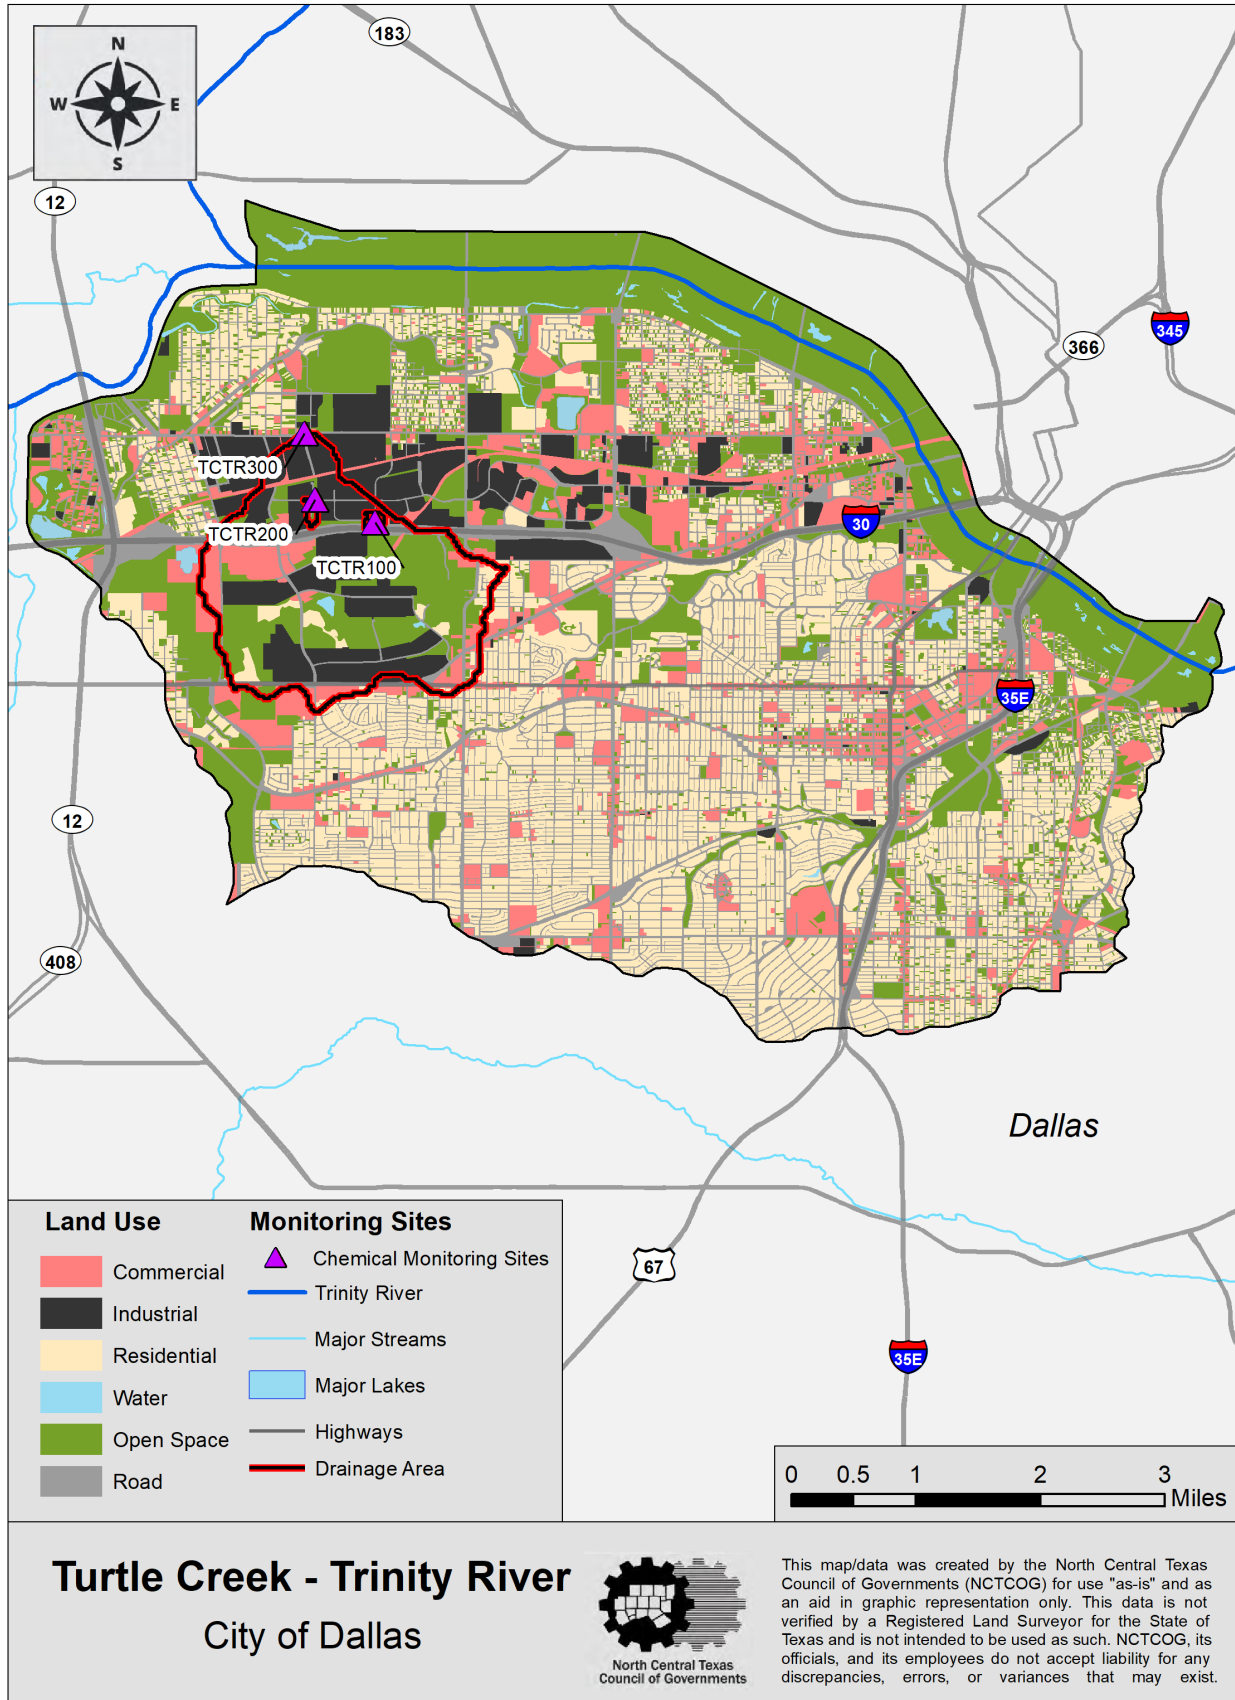 183
N
W E
S
12
345
366
TCTR300
TCTR200
30
TCTR100
35E
12
408
Dallas
67
35E
Land Use
Commercial
Industrial
Residential
Water
Open Space
Road
Monitoring Sites
Chemical Monitoring Sites
Trinity River
Major Streams
Major Lakes
Highways
Drainage Area
0 0.5 1 2 3
Miles
Turtle Creek - Trinity River
City of Dallas
North Central Texas
Council of Governments
This map/data was created by the North Central Texas
Council of Governments (NCTCOG) for use "as-is" and as
an aid in graphic representation only. This data is not
verified by a Registered Land Surveyor for the State of
Texas and is not intended to be used as such. NCTCOG, its
officials, and its employees do not accept liability for any
discrepancies, errors, or variances that may exist.